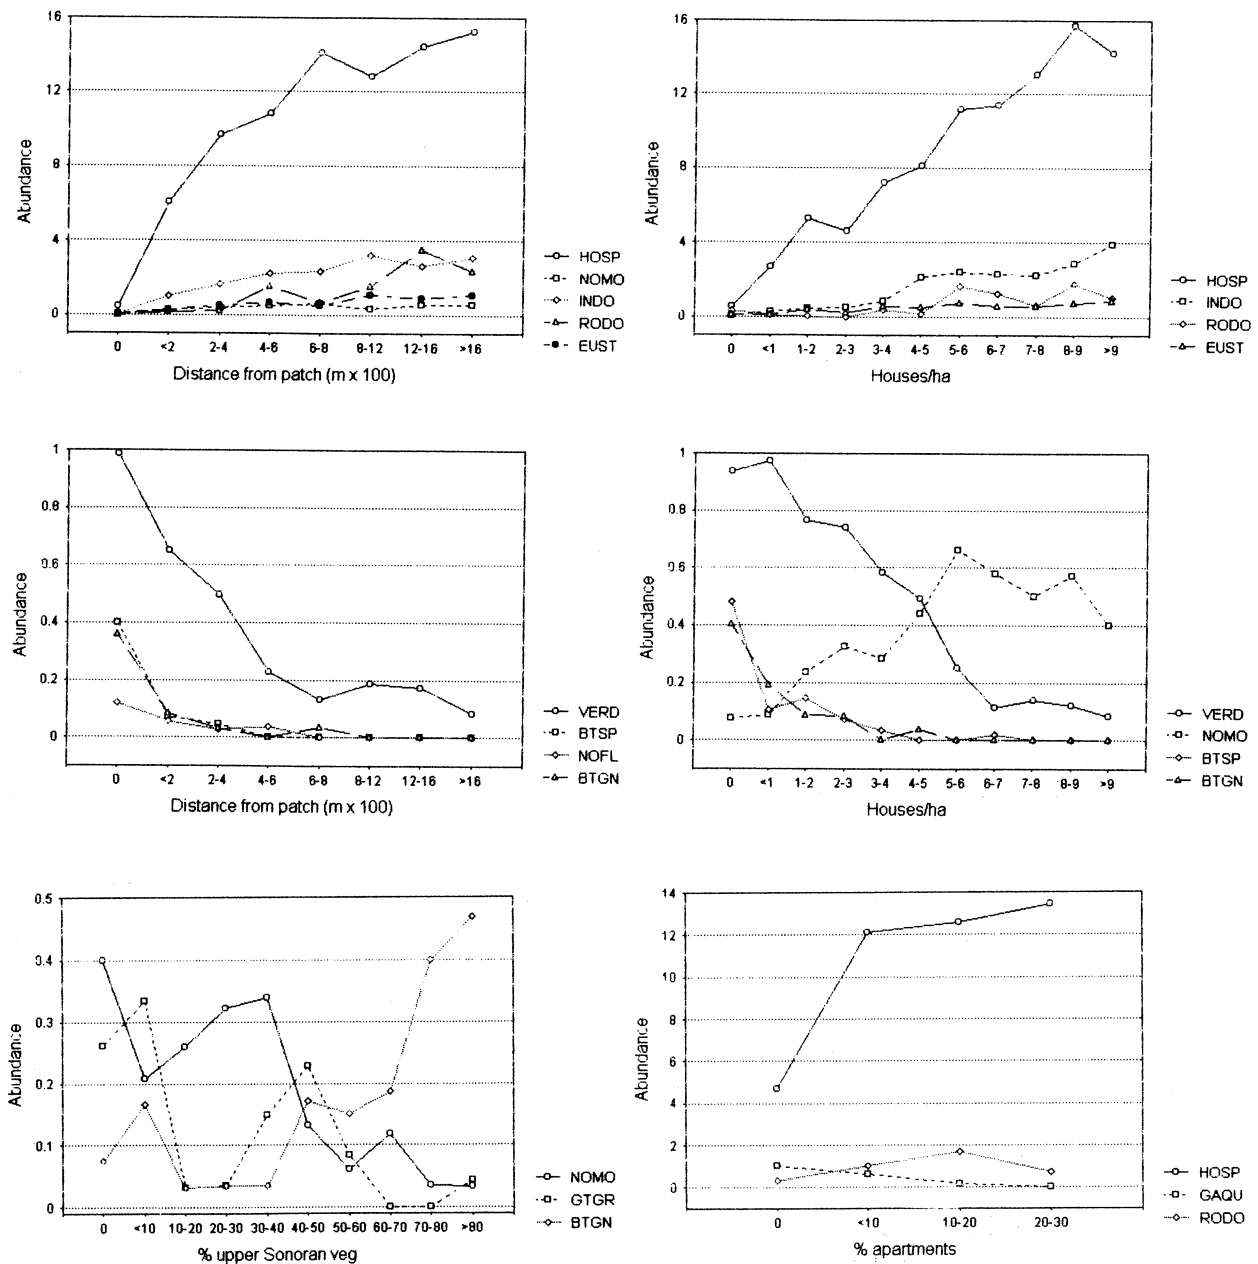 16
12
8
4
0
Abundance
0 <2 2-4 4-6 6-8 8-12 12-16 >16
Distance from patch (m x 100)
HOSP
NOMO
INDO
RODO
EUST
16
12
8
4
0
Abundance
0 <1 1-2 2-3 3-4 4-5 5-6 6-7 7-8 8-9 >9
Houses/ha
HOSP
INDO
RODO
EUST
1
0.8
0.6
0.4
0.2
0
Abundance
0 <2 2-4 4-6 6-8 8-12 12-16 >16
Distance from patch (m x 100)
VERD
BTSP
NOFL
BTGN
1
0.8
0.6
0.4
0.2
0
Abundance
0 <1 1-2 2-3 3-4 4-5 5-6 6-7 7-8 8-9 >9
Houses/ha
VERD
NOMO
BTSP
BTGN
0.5
0.4
0.3
0.2
0.1
0
Abundance
0 <10 10-20 20-30 30-40 40-50 50-60 60-70 70-80 >80
% upper Sonoran veg
NOMO
GTGR
BTGN
14
12
10
8
6
4
2
0
Abundance
0 <10 10-20 20-30
% apartments
HOSP
GAQU
RODO